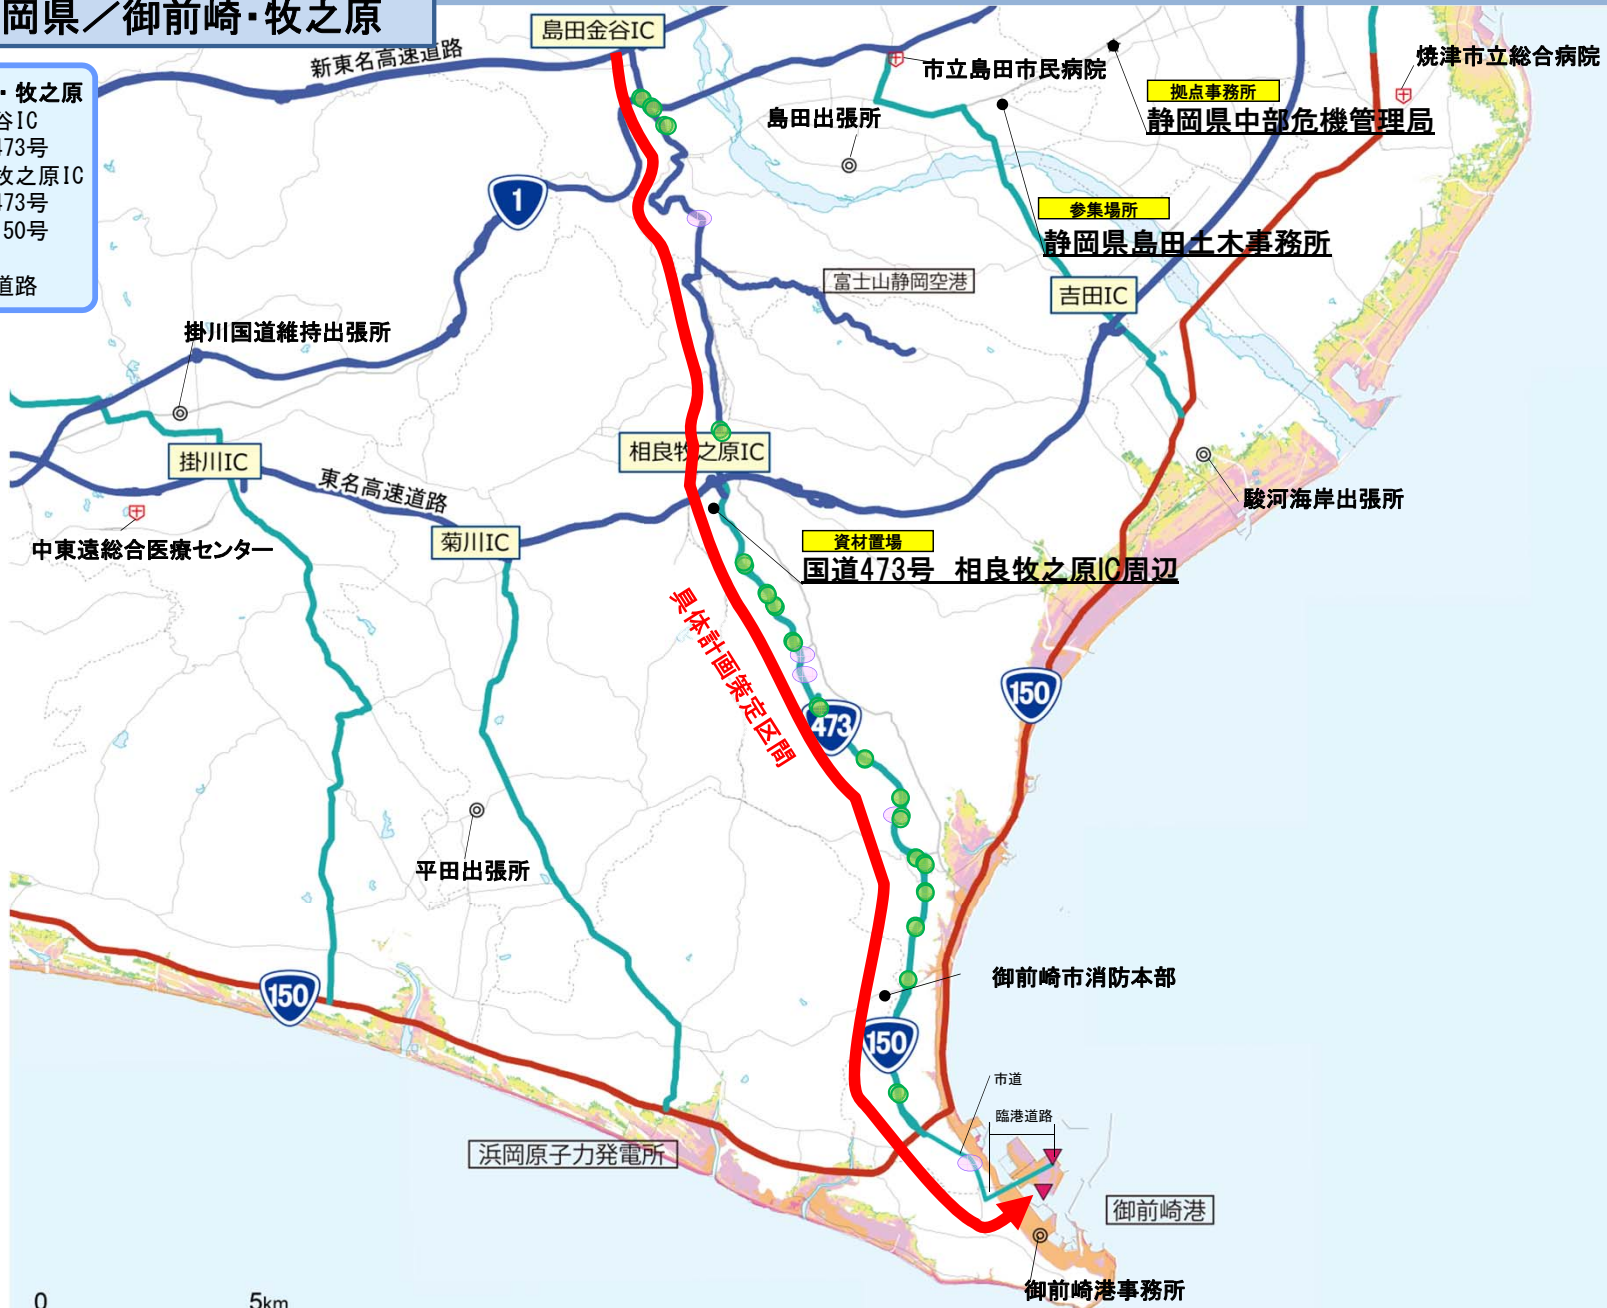 岡県／御前崎・牧之原
・牧之原
谷IC
473号
牧之原IC
473号
50号
道路
島田金谷IC
新東名高速道路
市立島田市民病院
焼津市立総合病院
拠点事務所
静岡県中部危機管理局
島田出張所
1
参集場所
静岡県島田土木事務所
富士山静岡空港
吉田IC
掛川国道維持出張所
相良牧之原IC
掛川IC
東名高速道路
駿河海岸出張所
中東遠総合医療センター
菊川IC
資材置場
国道473号 相良牧之原IC周辺
具体計画策定区間
150
473
平田出張所
御前崎市消防本部
150
150
市道
臨港道路
浜岡原子力発電所
御前崎港
御前崎港事務所
0
5km